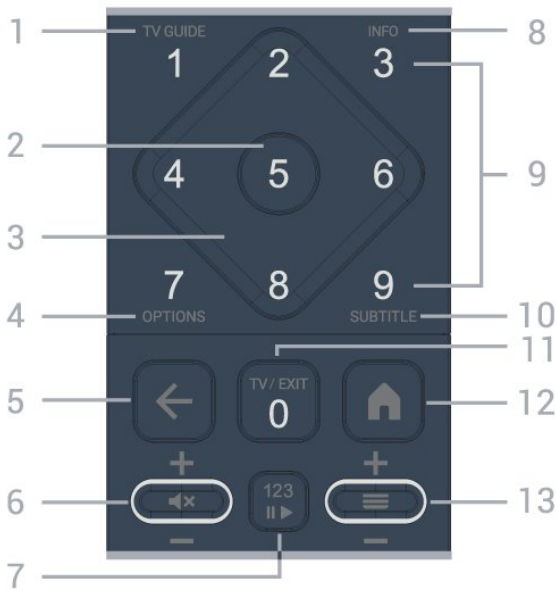 1 TV GUIDE INFO 8
1 2 3
2 4 5 6 9
3
7 8 9
4 OPTIONS SUBTITLE 10
11
5 TV / EXIT 12
0
+ +
6 123 13
− −
7